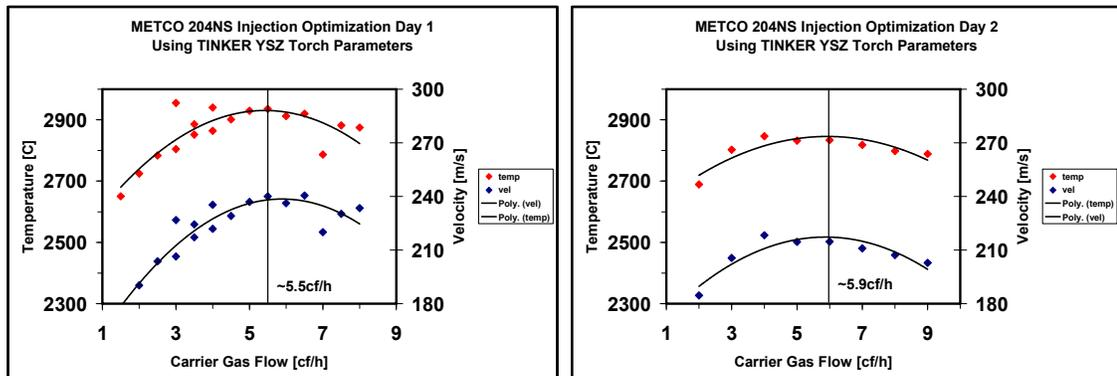 METCO 204NS Injection Optimization Day 1
Using TINKER YSZ Torch Parameters
Temperature [C]
2900
2700
2500
2300
300
270
240
210
180
Velocity [m/s]
temp
vel
Poly. (vel)
Poly. (temp)
~5.5cf/h
1 3 5 7 9
Carrier Gas Flow [cf/h]
METCO 204NS Injection Optimization Day 2
Using TINKER YSZ Torch Parameters
Temperature [C]
2900
2700
2500
2300
300
270
240
210
180
Velocity [m/s]
temp
vel
Poly. (temp)
Poly. (vel)
~5.9cf/h
1 3 5 7 9
Carrier Gas Flow [cf/h]